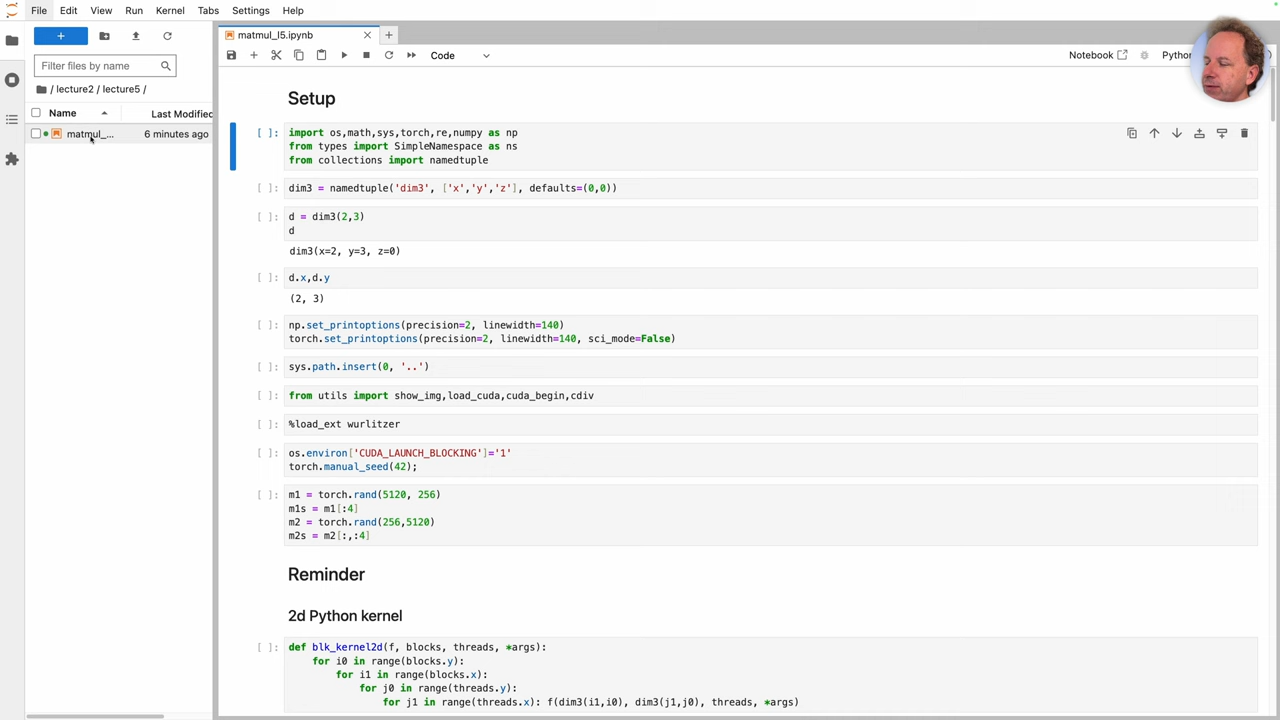 File Edit View Run Kernel Tabs Settings Help
matmul_l5.ipynb
Code
Notebook
Filter files by name
/ lecture2 / lecture5 /
Name Last Modified
matmul_... 6 minutes ago
Setup
[ ]: import os,math,sys,torch,re,numpy as np
from types import SimpleNamespace as ns
from collections import namedtuple
[ ]: dim3 = namedtuple('dim3', ['x','y','z'], defaults=(0,0))
[ ]: d = dim3(2,3)
d
dim3(x=2, y=3, z=0)
[ ]: d.x,d.y
(2, 3)
[ ]: np.set_printoptions(precision=2, linewidth=140)
torch.set_printoptions(precision=2, linewidth=140, sci_mode=False)
[ ]: sys.path.insert(0, '..')
[ ]: from utils import show_img,load_cuda,cuda_begin,cdiv
[ ]: %load_ext wurlitzer
[ ]: os.environ['CUDA_LAUNCH_BLOCKING']='1'
torch.manual_seed(42);
[ ]: m1 = torch.rand(5120, 256)
m1s = m1[:4]
m2 = torch.rand(256,5120)
m2s = m2[:,:4]
Reminder
2d Python kernel
[ ]: def blk_kernel2d(f, blocks, threads, *args):
for i0 in range(blocks.y):
for i1 in range(blocks.x):
for j0 in range(threads.y):
for j1 in range(threads.x): f(dim3(i1,i0), dim3(j1,j0), threads, *args)